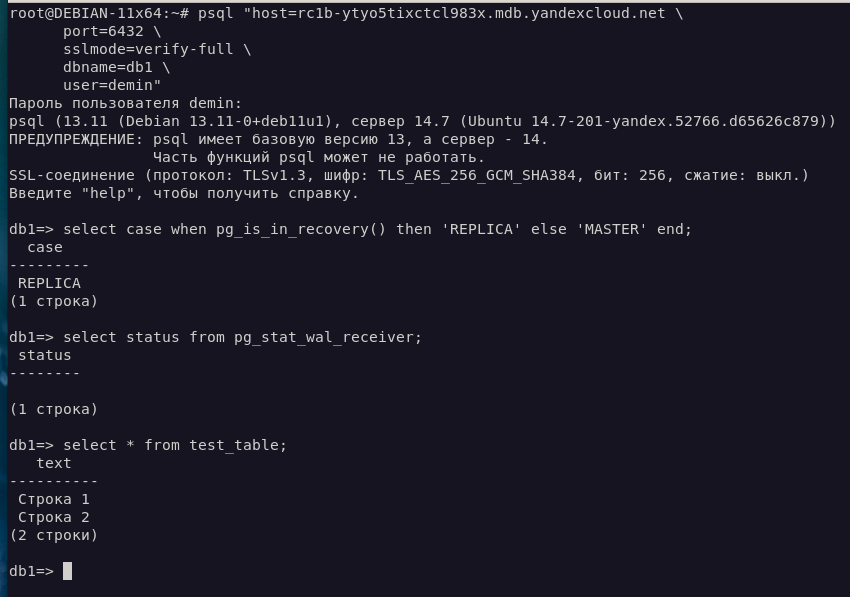 root@DEBIAN-11x64:~# psql "host=rc1b-ytyo5tixctcl983x.mdb.yandexcloud.net \
      port=6432 \
      sslmode=verify-full \
      dbname=db1 \
      user=demin"
Пароль пользователя demin:
psql (13.11 (Debian 13.11-0+deb11u1), сервер 14.7 (Ubuntu 14.7-201-yandex.52766.d65626c879))
ПРЕДУПРЕЖДЕНИЕ: psql имеет базовую версию 13, а сервер - 14.
                Часть функций psql может не работать.
SSL-соединение (протокол: TLSv1.3, шифр: TLS_AES_256_GCM_SHA384, бит: 256, сжатие: выкл.)
Введите "help", чтобы получить справку.

db1=> select case when pg_is_in_recovery() then 'REPLICA' else 'MASTER' end;
  case
---------
 REPLICA
(1 строка)

db1=> select status from pg_stat_wal_receiver;
 status
--------

(1 строка)

db1=> select * from test_table;
   text
----------
 Строка 1
 Строка 2
(2 строки)

db1=>